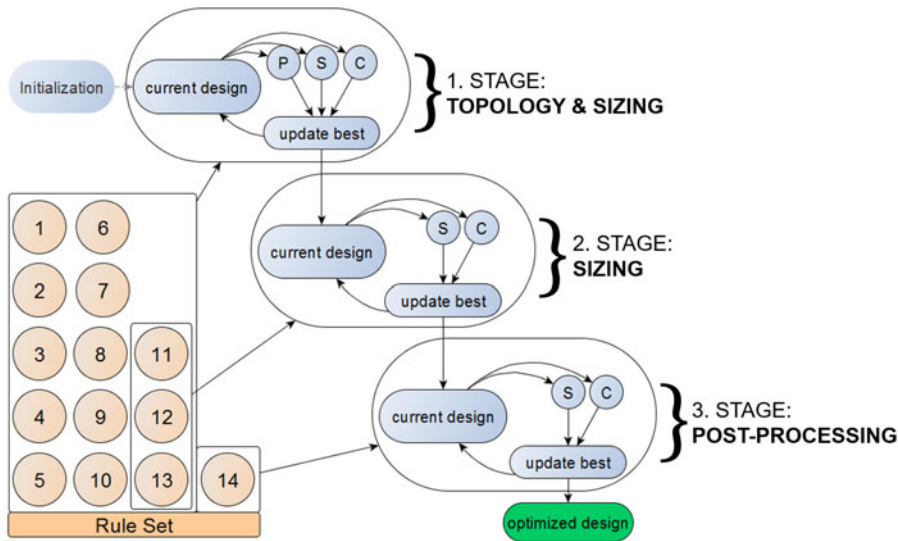 Initialization
current design
P
S
C
update best
1. STAGE:
TOPOLOGY & SIZING
current design
S
C
update best
2. STAGE:
SIZING
current design
S
C
update best
3. STAGE:
POST-PROCESSING
optimized design
1
6
2
7
3
8
11
4
9
12
5
10
13
14
Rule Set